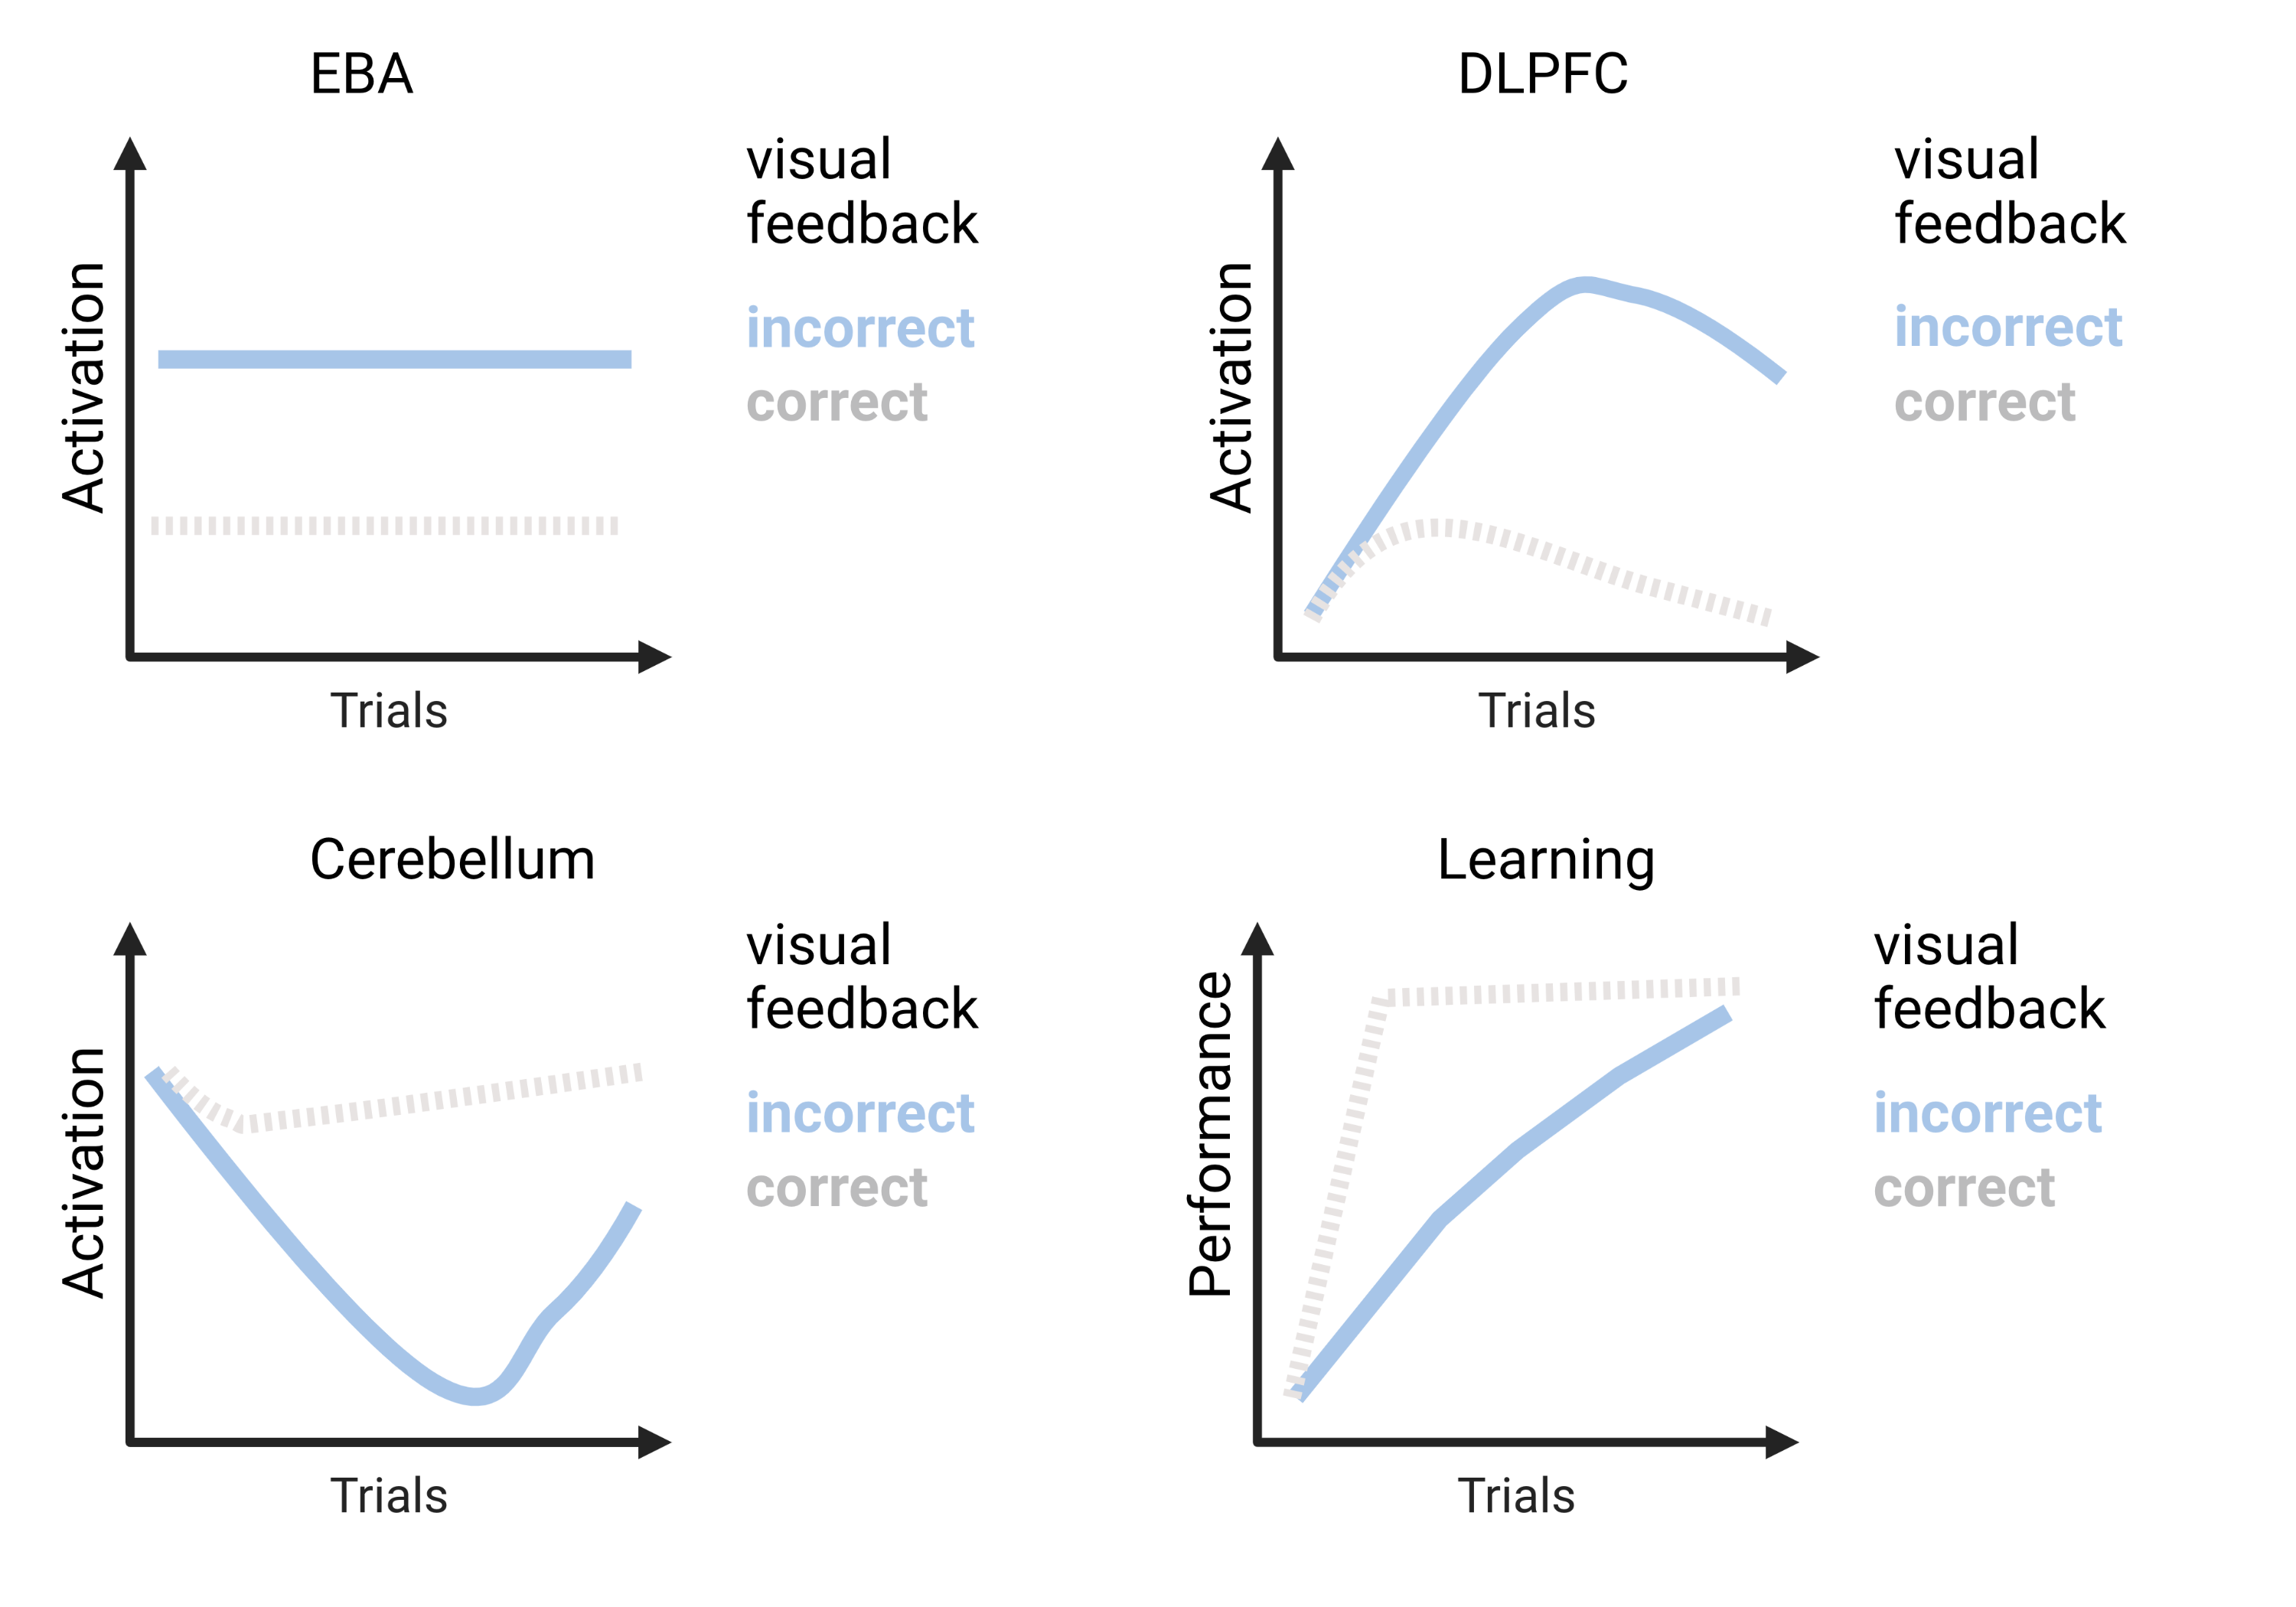 EBA
Activation
visual
feedback
incorrect
correct
Trials
DLPFC
Activation
visual
feedback
incorrect
correct
Trials
Cerebellum
Activation
visual
feedback
incorrect
correct
Trials
Learning
Performance
visual
feedback
incorrect
correct
Trials